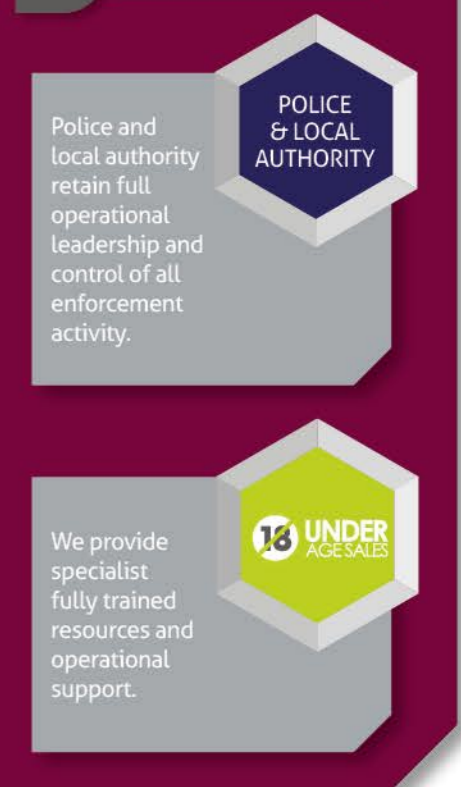 POLICE
& LOCAL
AUTHORITY
Police and
local authority
retain full
operational
leadership and
control of all
enforcement
activity.
18 UNDER
AGE SALES
We provide
specialist
fully trained
resources and
operational
support.